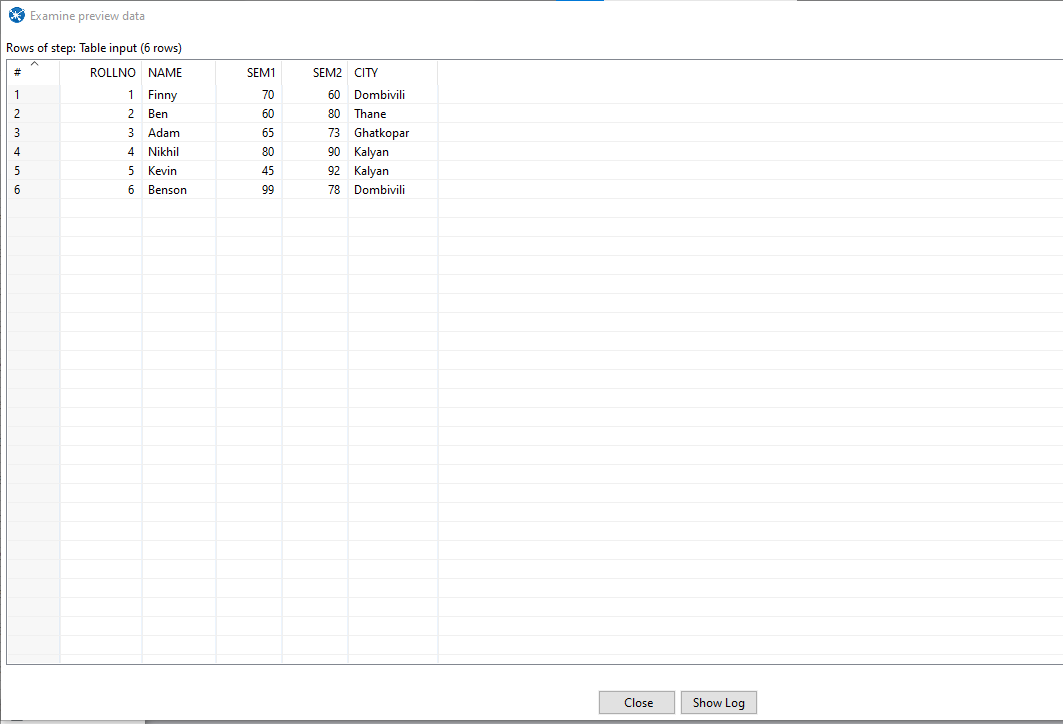 Examine preview data
Rows of step: Table input (6 rows)
# ROLLNO NAME SEM1 SEM2 CITY
1 1 Finny 70 60 Dombivili
2 2 Ben 60 80 Thane
3 3 Adam 65 73 Ghatkopar
4 4 Nikhil 80 90 Kalyan
5 5 Kevin 45 92 Kalyan
6 6 Benson 99 78 Dombivili
Close Show Log